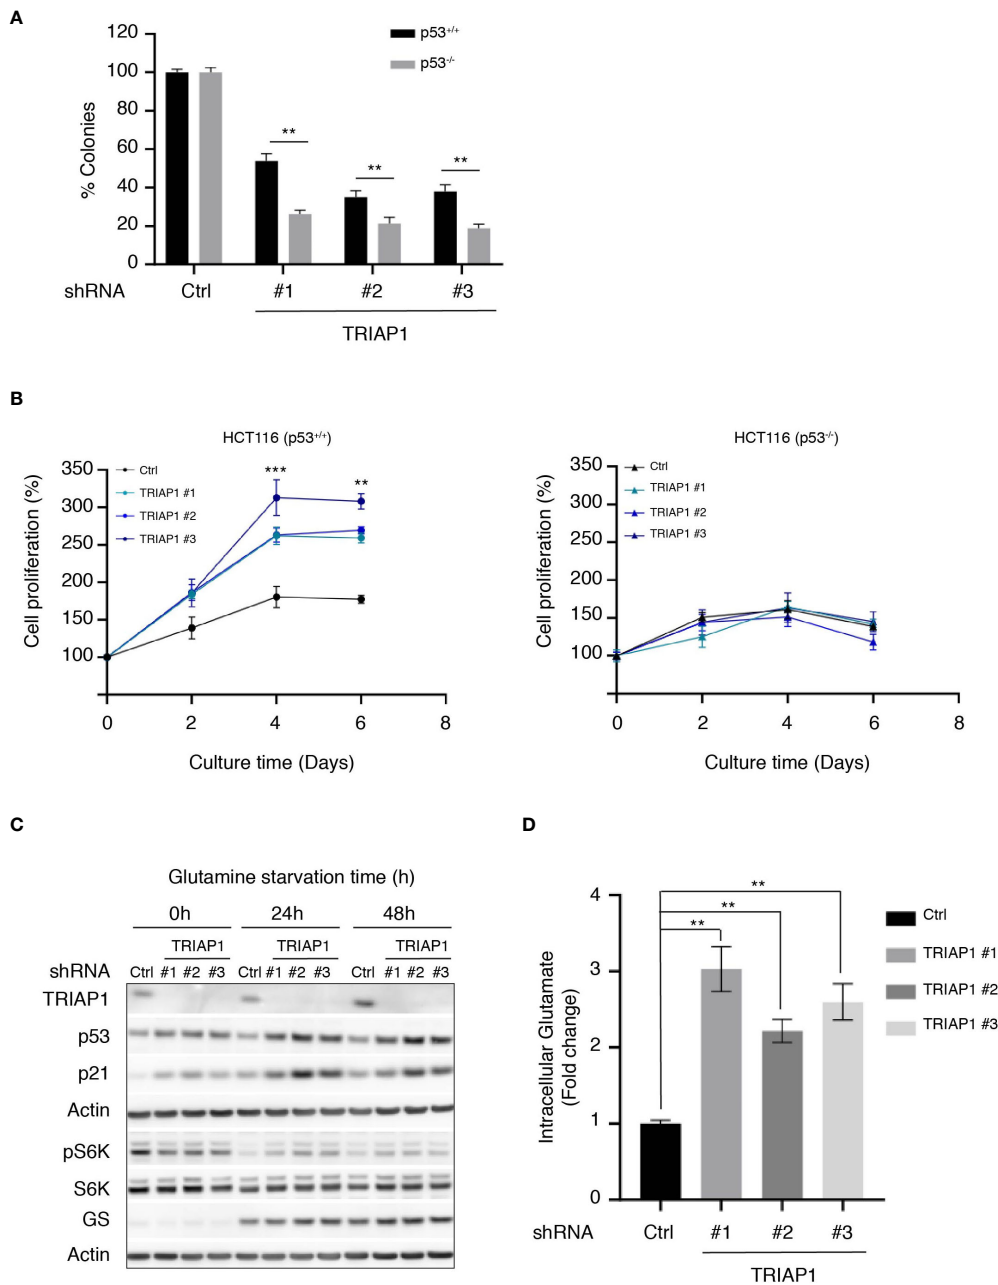 A
% Colonies
120
100
80
60
40
20
0
p53+/+
p53-/-
**
**
**
shRNA Ctrl #1 #2 #3
TRIAP1
B
HCT116 (p53+/+)
Cell proliferation (%)
350
300
250
200
150
100
Ctrl
TRIAP1 #1
TRIAP1 #2
TRIAP1 #3
***
**
0 2 4 6 8
Culture time (Days)
HCT116 (p53-/-)
Cell proliferation (%)
350
300
250
200
150
100
Ctrl
TRIAP1 #1
TRIAP1 #2
TRIAP1 #3
0 2 4 6 8
Culture time (Days)
C
Glutamine starvation time (h)
0h 24h 48h
TRIAP1 TRIAP1 TRIAP1
shRNA Ctrl #1 #2 #3 Ctrl #1 #2 #3 Ctrl #1 #2 #3
TRIAP1
p53
p21
Actin
pS6K
S6K
GS
Actin
D
Intracellular Glutamate
(Fold change)
4
3
2
1
0
**
**
**
Ctrl
TRIAP1 #1
TRIAP1 #2
TRIAP1 #3
shRNA Ctrl #1 #2 #3
TRIAP1